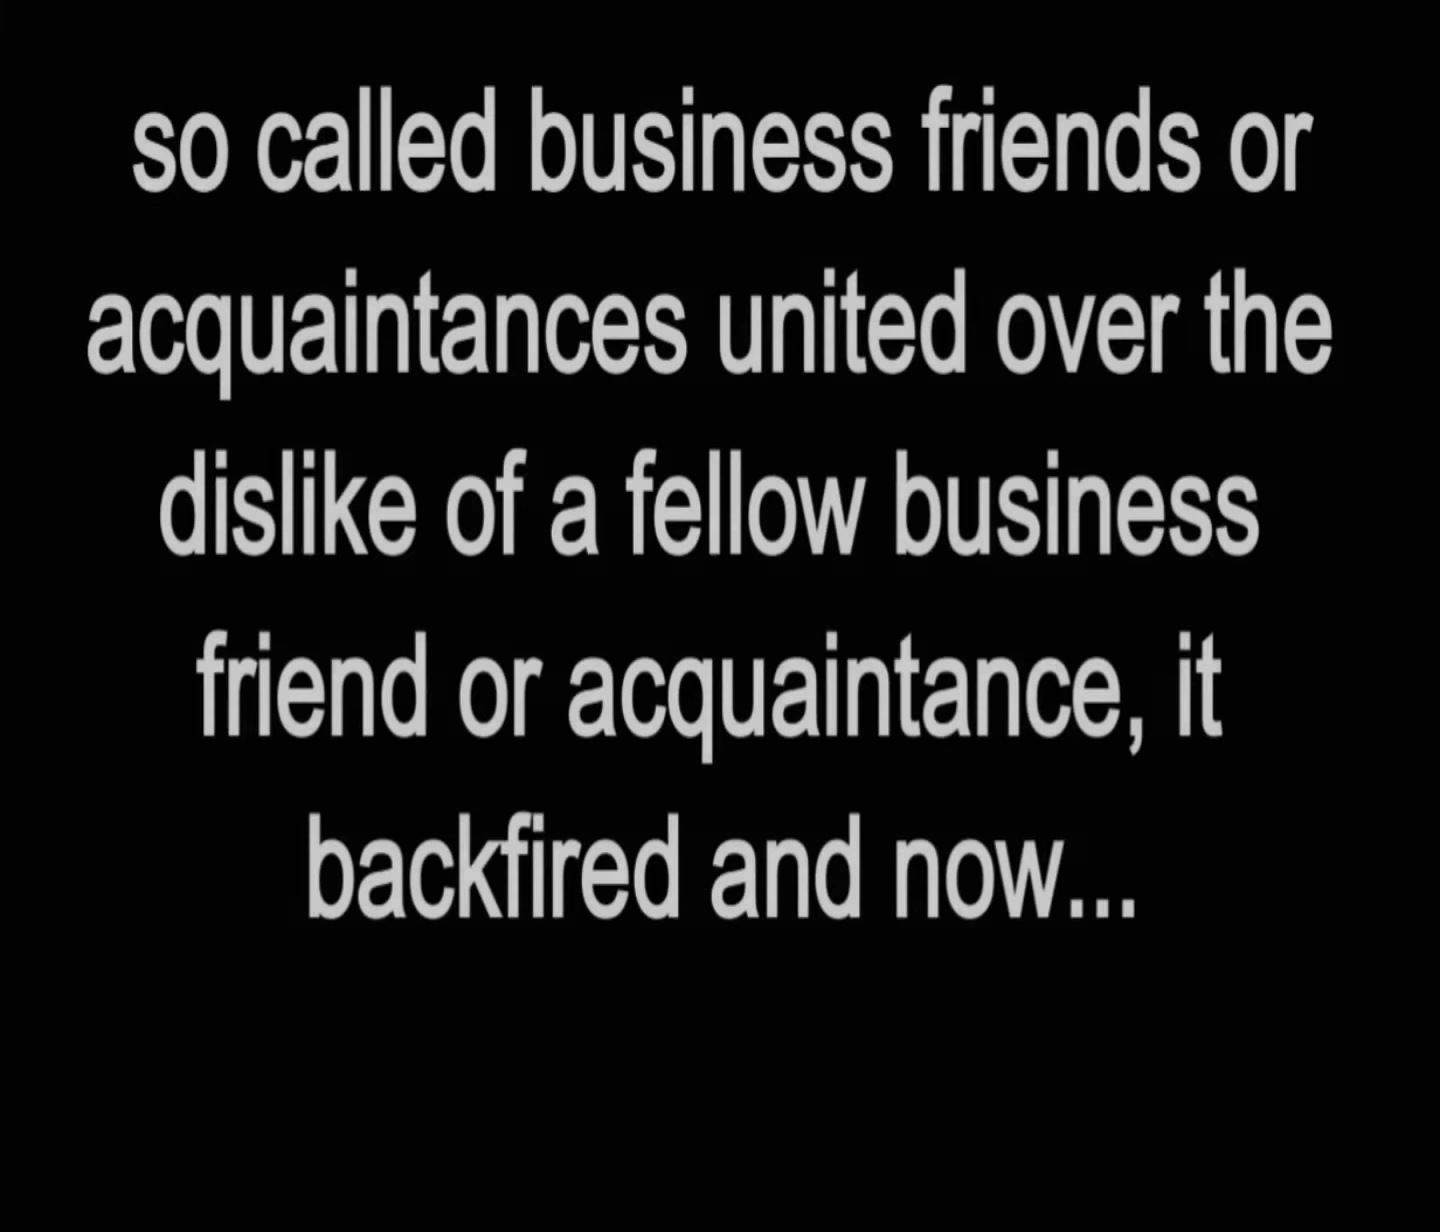 so called business friends or
acquaintances united over the
dislike of a fellow business
friend or acquaintance, it
backfired and now...